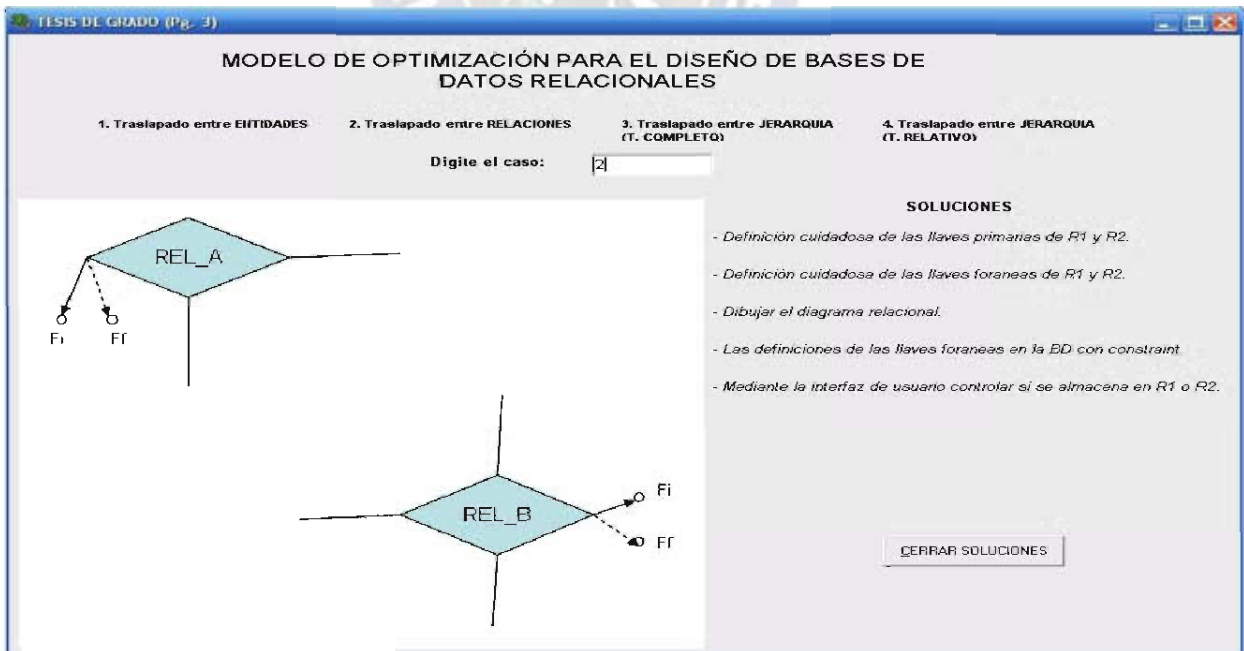 TESIS DE GRADO (Pg. 3)
MODELO DE OPTIMIZACIÓN PARA EL DISEÑO DE BASES DE
DATOS RELACIONALES
1. Traslapado entre ENTIDADES
2. Traslapado entre RELACIONES
3. Traslapado entre JERARQUIA
(T. COMPLETO)
4. Traslapado entre JERARQUIA
(T. RELATIVO)
Digite el caso:
2
REL_A
Fi
Ff
REL_B
Fi
Ff
SOLUCIONES
- Definición cuidadosa de las llaves primarias de R1 y R2.
- Definición cuidadosa de las llaves foraneas de R1 y R2.
- Dibujar el diagrama relacional.
- Las definiciones de las llaves foraneas en la BD con constraint
- Mediante la interfaz de usuario controlar si se almacena en R1 o R2.
CERRAR SOLUCIONES